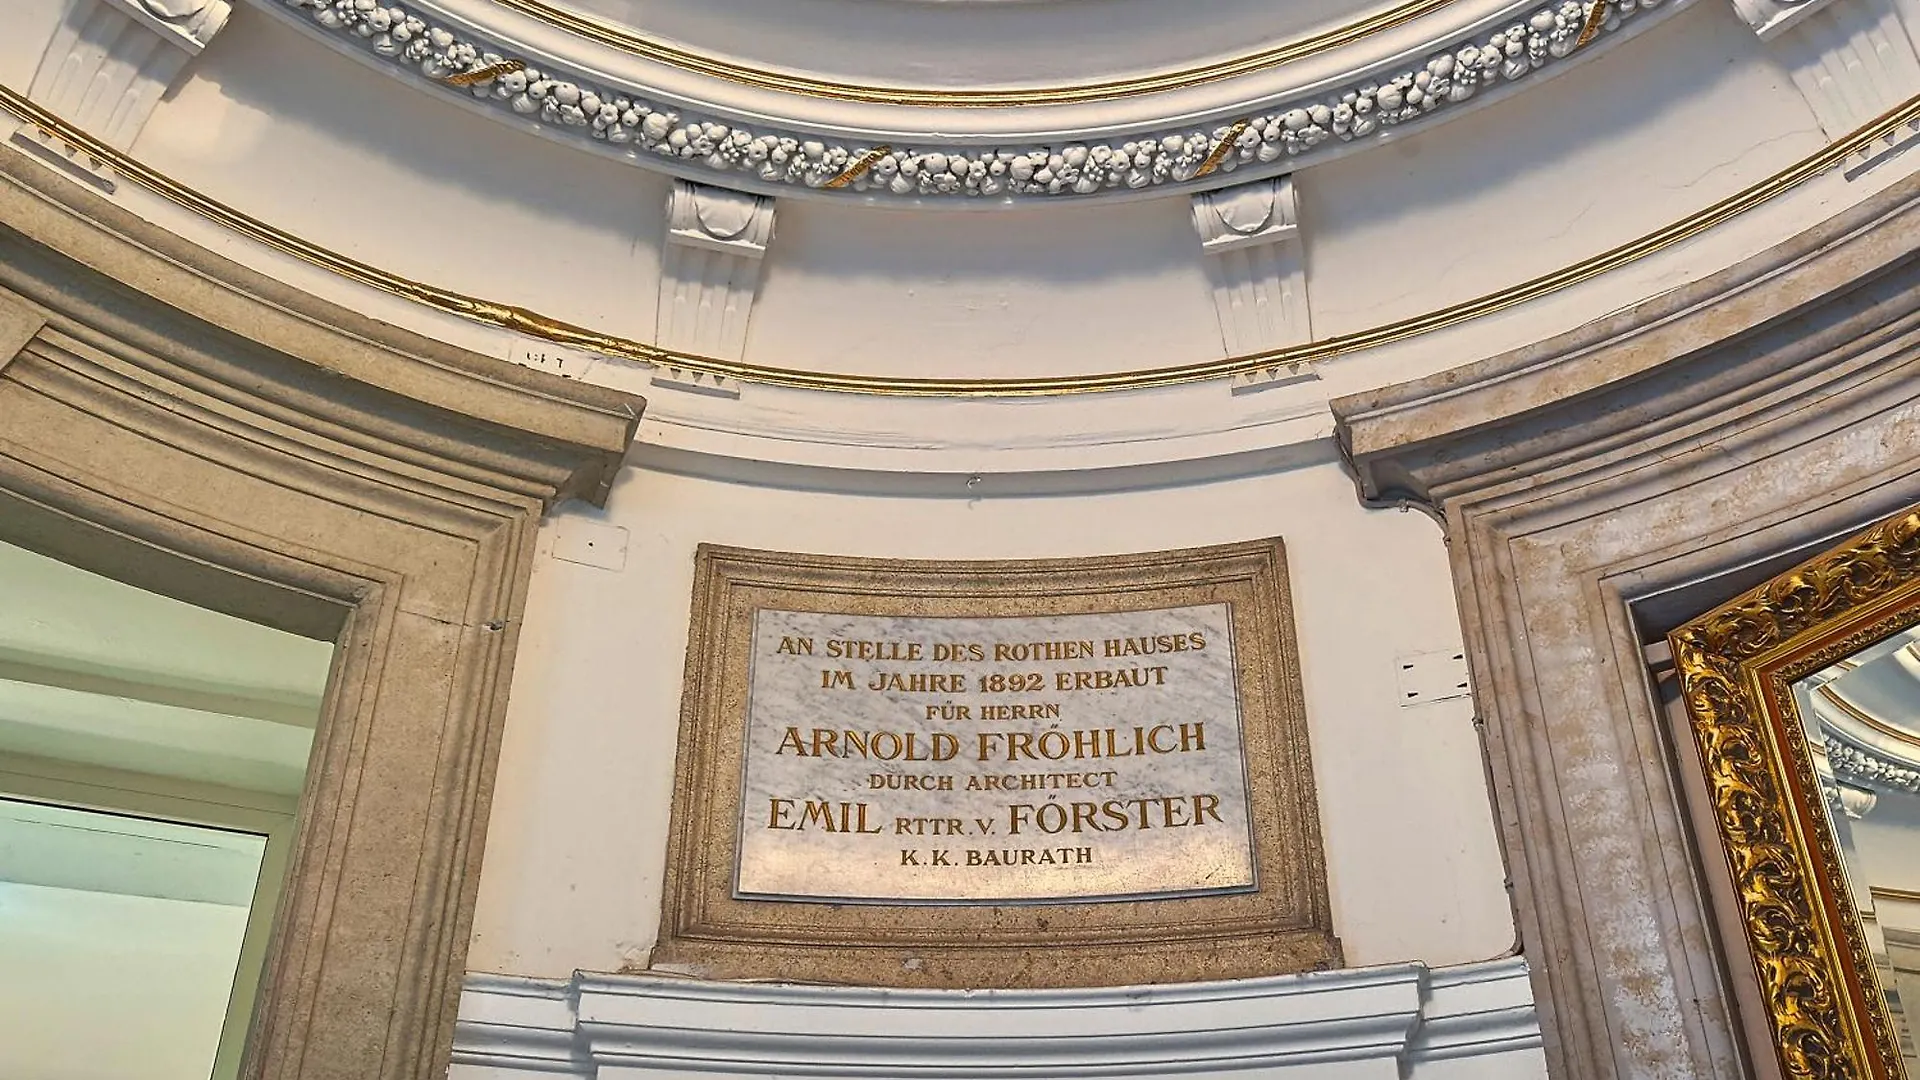 AN STELLE DES ROTHEN HAUSES
IM JAHRE 1892 ERBAUT
FÜR HERRN
ARNOLD FRÖHLICH
DURCH ARCHITECT
EMIL RTTR. V. FÖRSTER
K. K. BAURATH